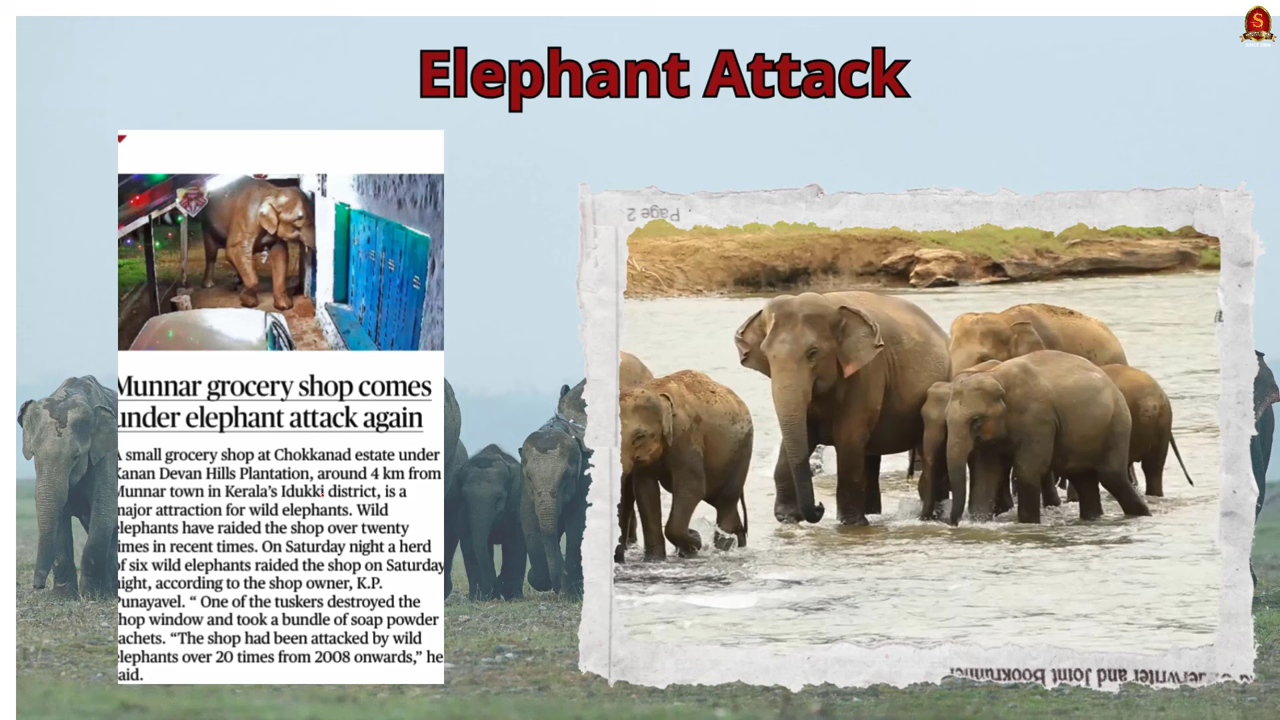 Elephant Attack
S
Page 2
Munnar grocery shop comes
under elephant attack again
A small grocery shop at Chokkanad estate under
Kanan Devan Hills Plantation, around 4 km from
Munnar town in Kerala's Idukki district, is a
major attraction for wild elephants. Wild
elephants have raided the shop over twenty
times in recent times. On Saturday night a herd
of six wild elephants raided the shop on Saturday
night, according to the shop owner, K.P.
Punayavel. “ One of the tuskers destroyed the
shop window and took a bundle of soap powder
sachets. “The shop had been attacked by wild
elephants over 20 times from 2008 onwards,” he
said.
and Joint Bookrunner